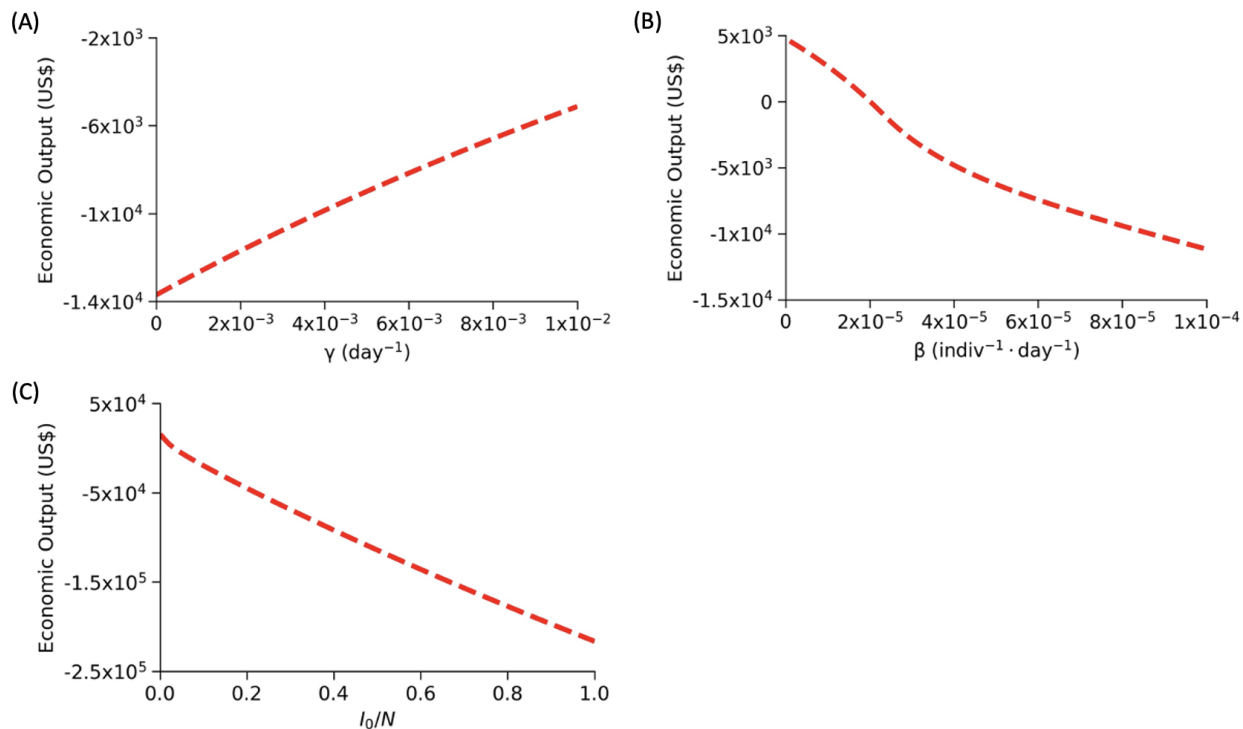 (A)
-2x10³
-6x10³
-1x10⁴
-1.4x10⁴
Economic Output (US$)
0
2x10⁻³
4x10⁻³
6x10⁻³
8x10⁻³
1x10⁻²
γ (day⁻¹)
(B)
5x10³
0
-5x10³
-1x10⁴
-1.5x10⁴
Economic Output (US$)
0
2x10⁻⁵
4x10⁻⁵
6x10⁻⁵
8x10⁻⁵
1x10⁻⁴
β (indiv⁻¹ · day⁻¹)
(C)
5x10⁴
-5x10⁴
-1.5x10⁵
-2.5x10⁵
Economic Output (US$)
0.0
0.2
0.4
0.6
0.8
1.0
I₀/N